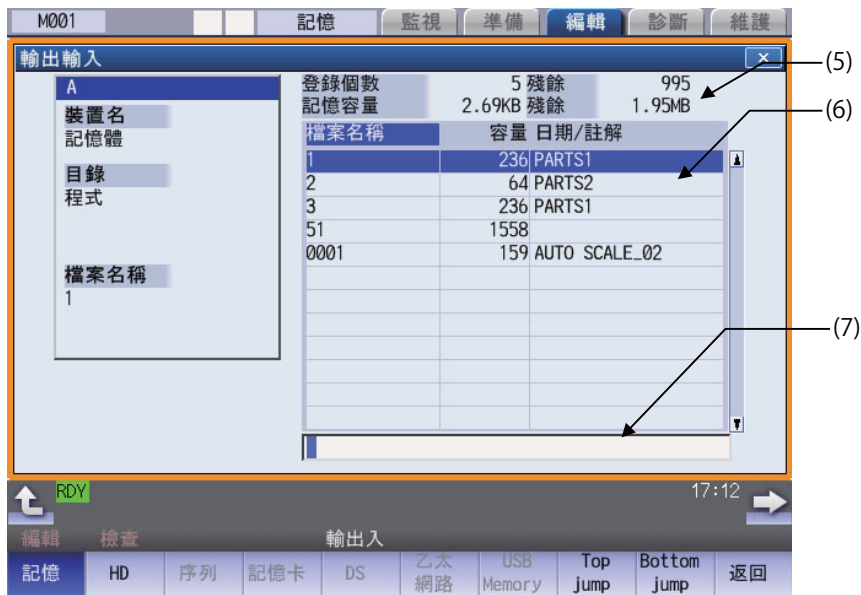 M001 記憶 監視 準備 編輯 診斷 維護
輸出輸入
A
裝置名
記憶體
目錄
程式
檔案名稱
1
登錄個數 5 殘餘 995
記憶容量 2.69KB 殘餘 1.95MB
檔案名稱 容量 日期/註解
1 236 PARTS1
2 64 PARTS2
3 236 PARTS1
51 1558
0001 159 AUTO SCALE_02
(5)
(6)
(7)
RDY 17:12
編輯 檢查 輸出入
記憶 HD 序列 記憶卡 DS 乙太網路 USB Memory Top jump Bottom jump 返回